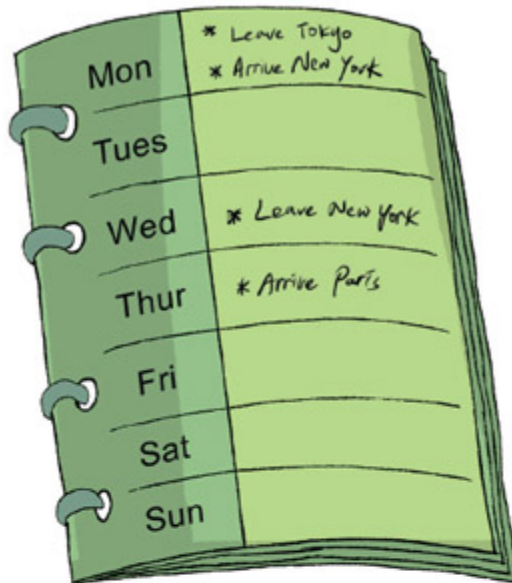 Mon
* Leave Tokyo
* Arrive New York
Tues
Wed
* Leave New York
Thur
* Arrive Paris
Fri
Sat
Sun